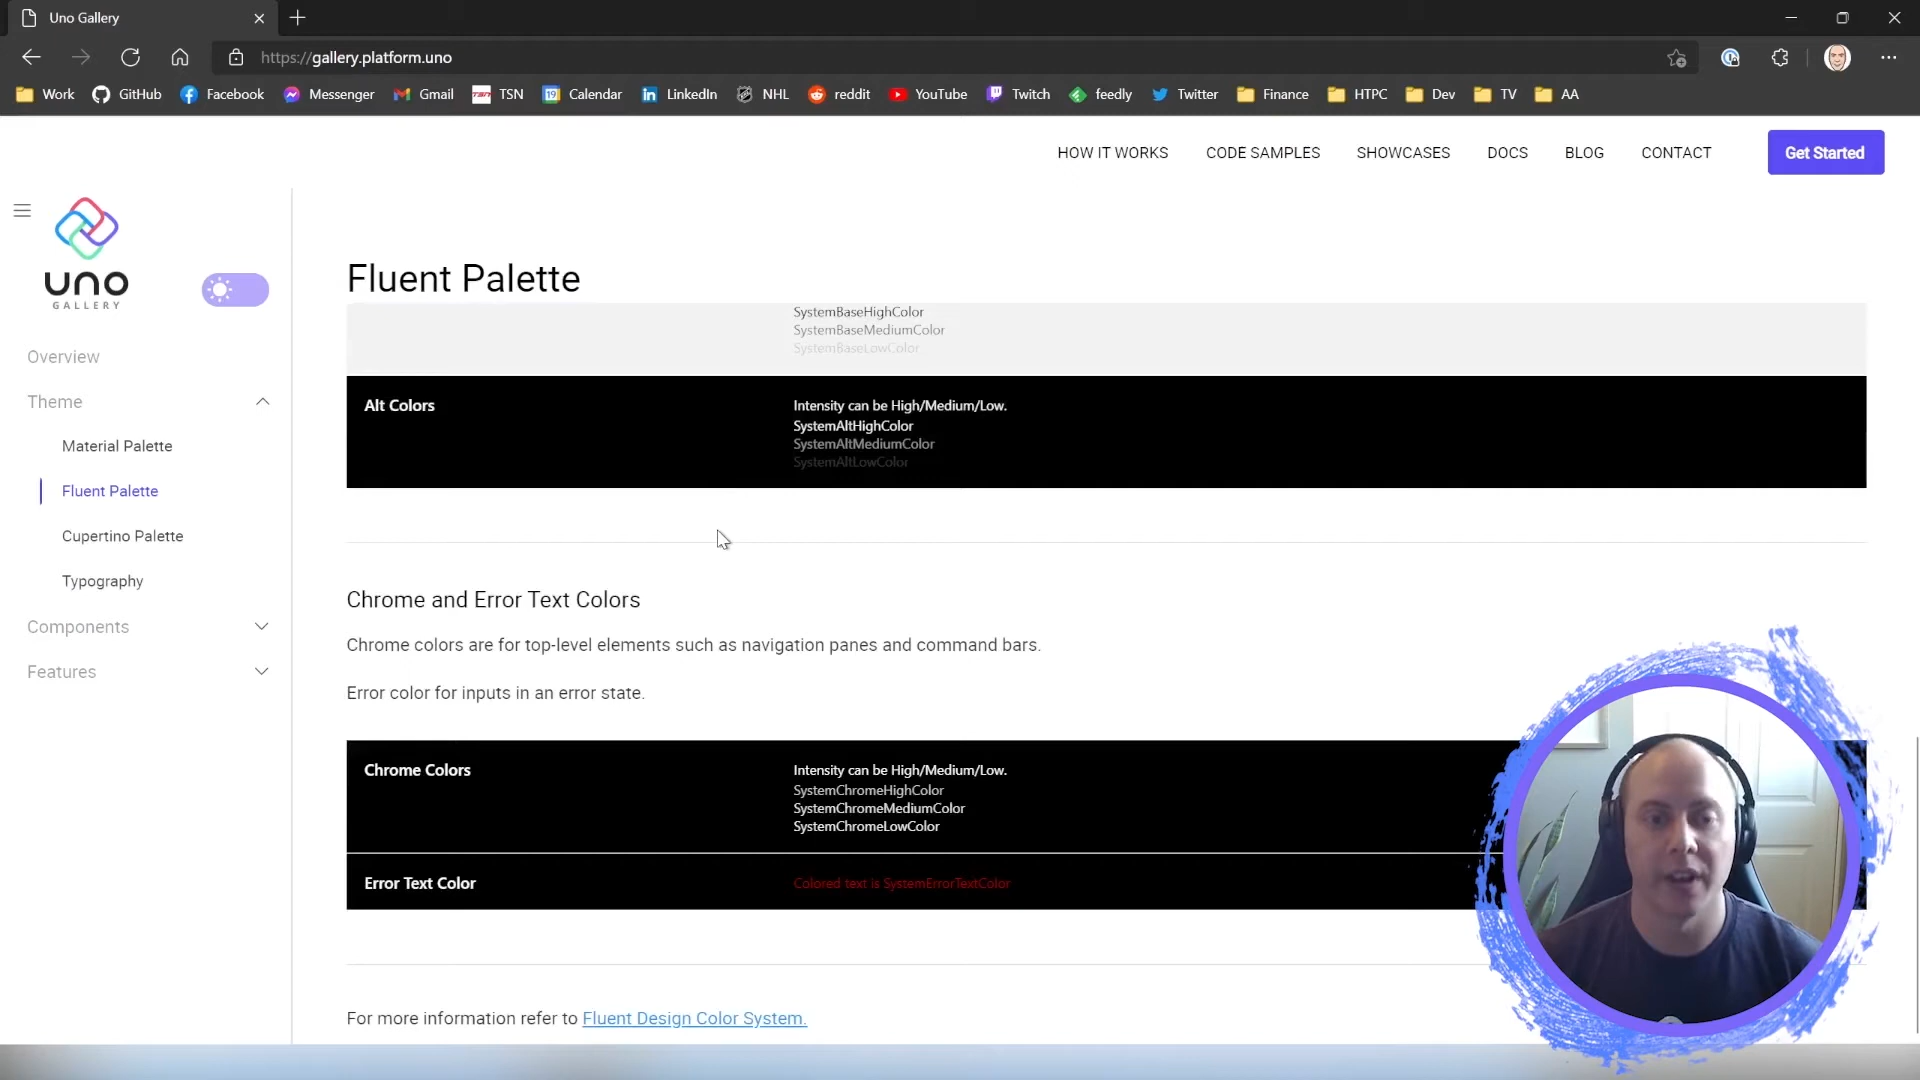 Uno Gallery
https://gallery.platform.uno
Work GitHub Facebook Messenger Gmail TSN Calendar LinkedIn NHL reddit YouTube Twitch feedly Twitter Finance HTPC Dev TV AA
HOW IT WORKS CODE SAMPLES SHOWCASES DOCS BLOG CONTACT Get Started
uno
GALLERY
Overview
Theme
Material Palette
Fluent Palette
Cupertino Palette
Typography
Components
Features
Fluent Palette
SystemBaseHighColor
SystemBaseMediumColor
SystemBaseLowColor
Alt Colors
Intensity can be High/Medium/Low.
SystemAltHighColor
SystemAltMediumColor
SystemAltLowColor
Chrome and Error Text Colors
Chrome colors are for top-level elements such as navigation panes and command bars.
Error color for inputs in an error state.
Chrome Colors
Intensity can be High/Medium/Low.
SystemChromeHighColor
SystemChromeMediumColor
SystemChromeLowColor
Error Text Color
Colored text is SystemErrorTextColor
For more information refer to Fluent Design Color System.